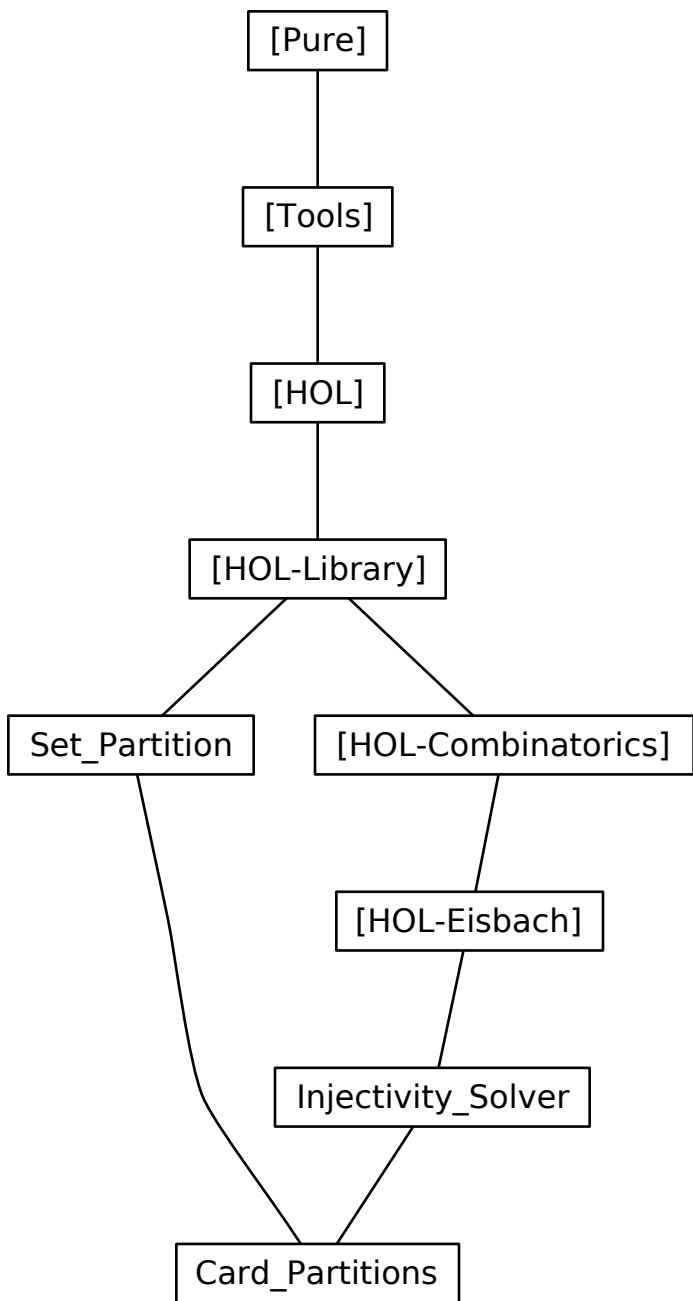 [Pure]
[Tools]
[HOL]
[HOL-Library]
Set_Partition
[HOL-Combinatorics]
[HOL-Eisbach]
Injectivity_Solver
Card_Partitions